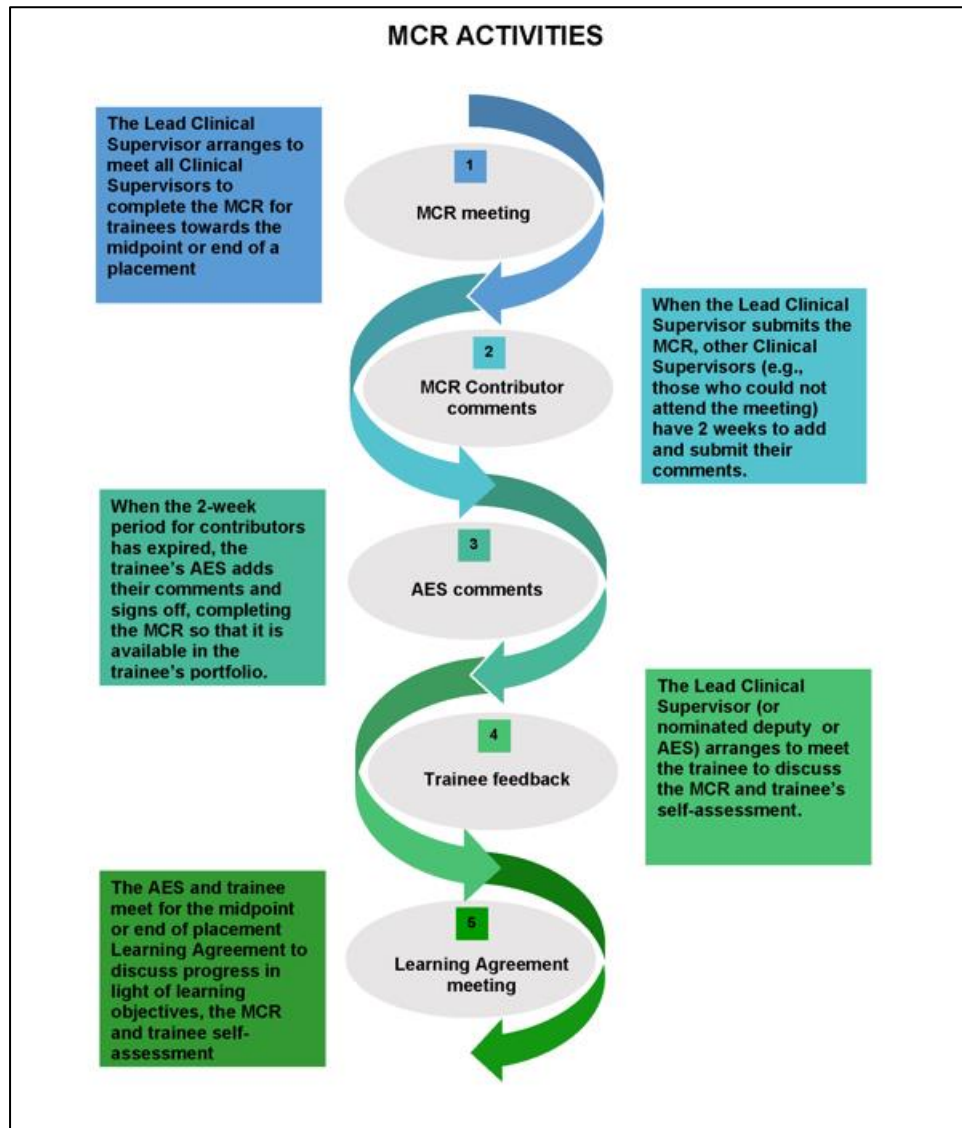 MCR ACTIVITIES
The Lead Clinical
Supervisor arranges to
meet all Clinical
Supervisors to
complete the MCR for
trainees towards the
midpoint or end of a
placement
1
MCR meeting
2
MCR Contributor
comments
When the Lead Clinical
Supervisor submits the
MCR, other Clinical
Supervisors (e.g.,
those who could not
attend the meeting)
have 2 weeks to add
and submit their
comments.
When the 2-week
period for contributors
has expired, the
trainee's AES adds
their comments and
signs off, completing
the MCR so that it is
available in the
trainee's portfolio.
3
AES comments
4
Trainee feedback
The Lead Clinical
Supervisor (or
nominated deputy or
AES) arranges to meet
the trainee to discuss
the MCR and trainee's
self-assessment.
The AES and trainee
meet for the midpoint
or end of placement
Learning Agreement to
discuss progress in
light of learning
objectives, the MCR
and trainee self-
assessment
5
Learning Agreement
meeting